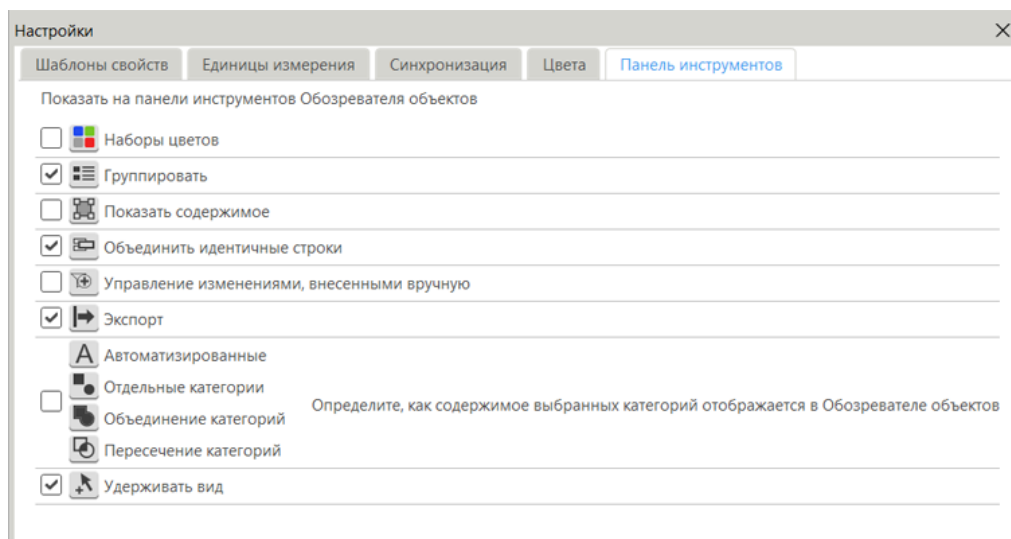 Настройки
Шаблоны свойств Единицы измерения Синхронизация Цвета Панель инструментов
Показать на панели инструментов Обозревателя объектов
Наборы цветов
Группировать
Показать содержимое
Объединить идентичные строки
Управление изменениями, внесенными вручную
Экспорт
Автоматизированные
Отдельные категории
Объединение категорий
Определите, как содержимое выбранных категорий отображается в Обозревателе объектов
Пересечение категорий
Удерживать вид